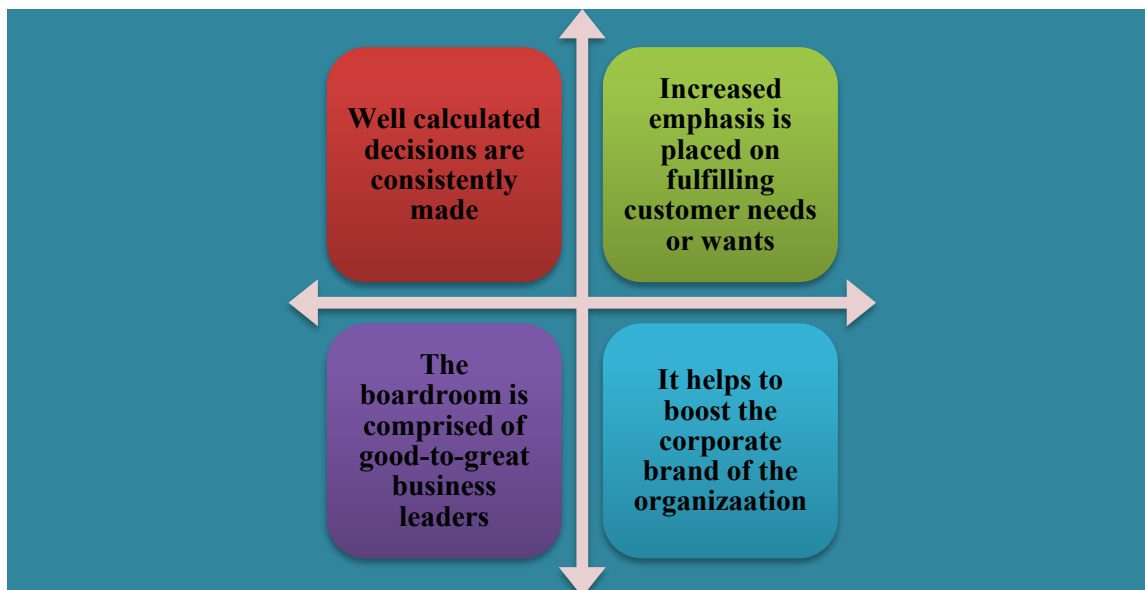 Well calculated
decisions are
consistently
made
Increased
emphasis is
placed on
fulfilling
customer needs
or wants
The
boardroom is
comprised of
good-to-great
business
leaders
It helps to
boost the
corporate
brand of the
organizaation